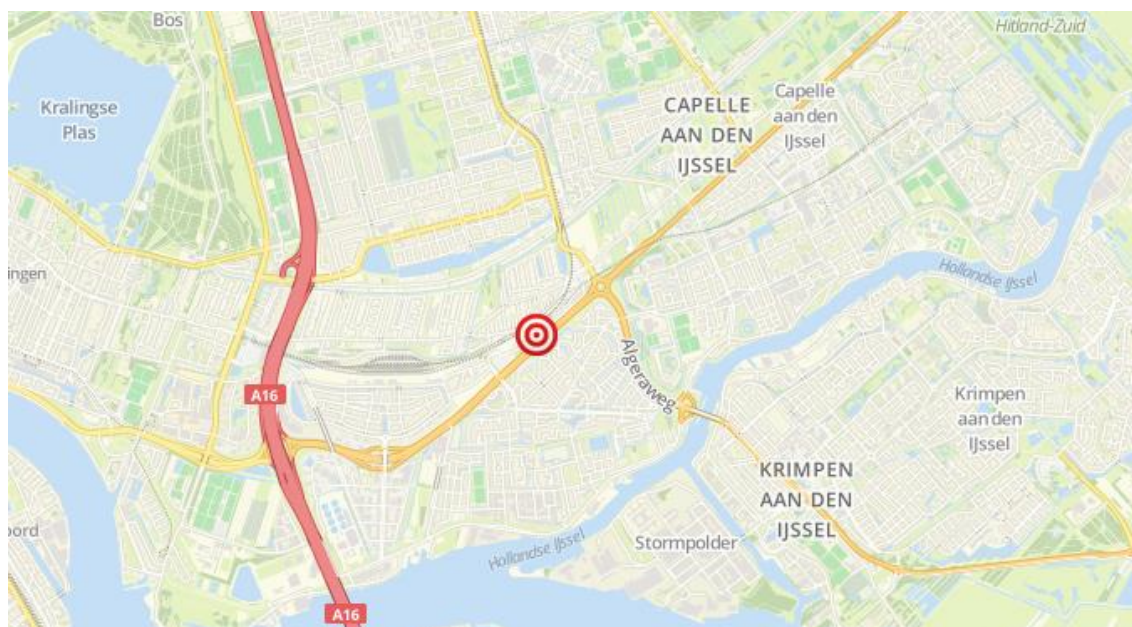 Bos
Hitland-Zuid
Kralingse
Plas
CAPELLE
AAN DEN
IJSSEL
Capelle
aan den
IJssel
ingen
Hollandse IJssel
Algeraweg
A16
Krimpen
aan den
IJssel
KRIMPEN
AAN DEN
IJSSEL
oord
Hollandse IJssel
Stormpolder
A16